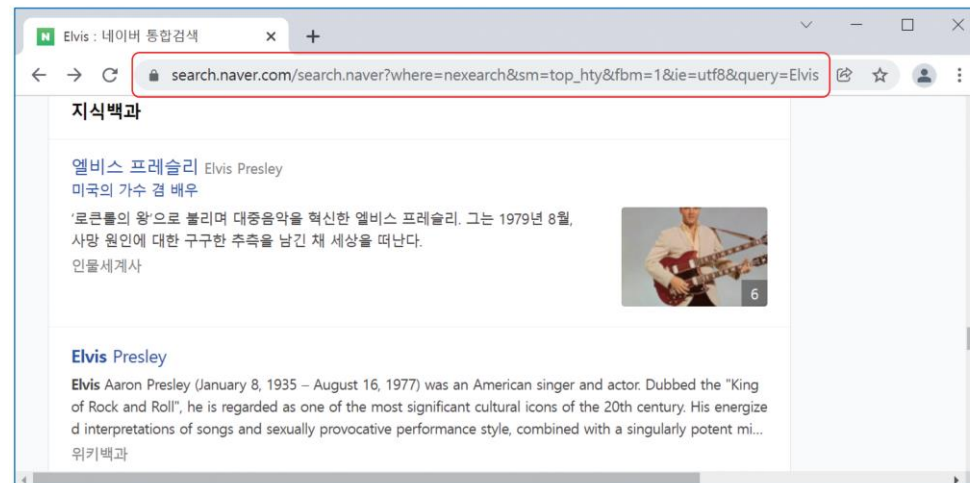 Elvis : 네이버 통합검색
search.naver.com/search.naver?where=nexearch&sm=top_hty&fbm=1&ie=utf8&query=Elvis
지식백과
엘비스 프레슬리 Elvis Presley
미국의 가수 겸 배우
'로큰롤의 왕'으로 불리며 대중음악을 혁신한 엘비스 프레슬리. 그는 1979년 8월,
사망 원인에 대한 구구한 추측을 남긴 채 세상을 떠난다.
인물세계사
6
Elvis Presley
Elvis Aaron Presley (January 8, 1935 – August 16, 1977) was an American singer and actor. Dubbed the "King
of Rock and Roll", he is regarded as one of the most significant cultural icons of the 20th century. His energize
d interpretations of songs and sexually provocative performance style, combined with a singularly potent mi...
위키백과